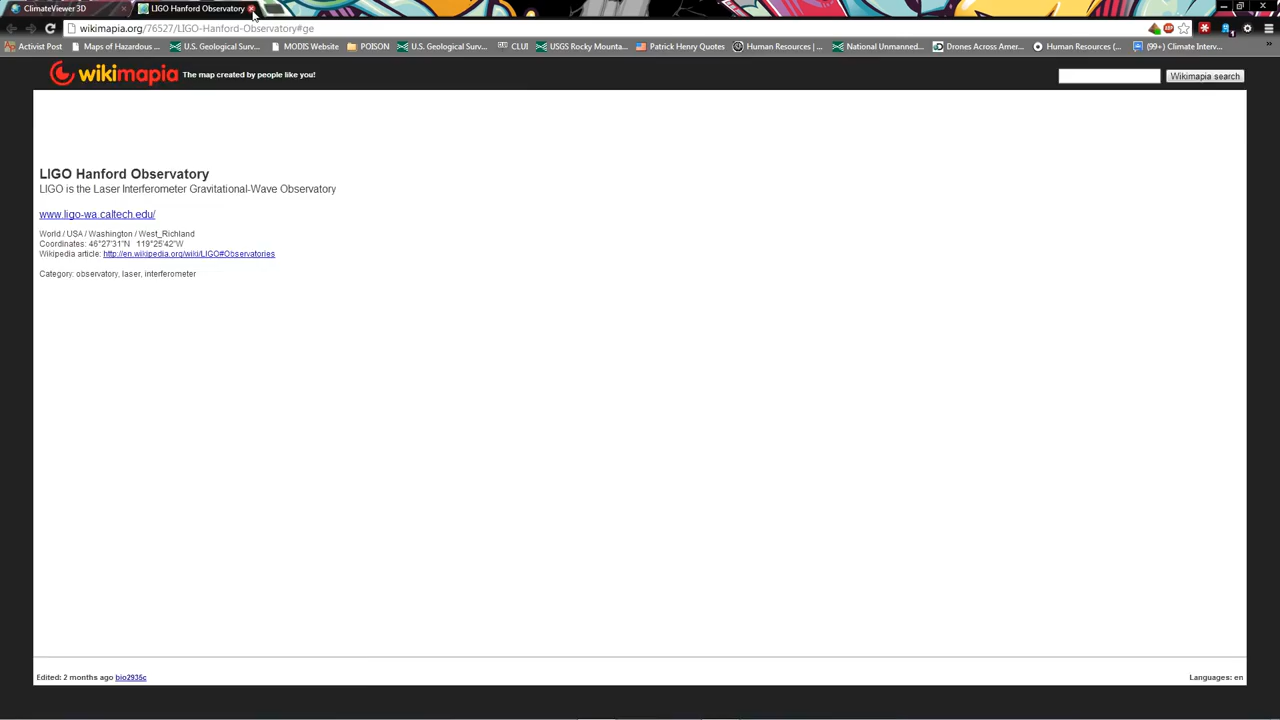 ClimateViewer 3D
LIGO Hanford Observatory
wikimapia.org/76527/LIGO-Hanford-Observatory#ge
Activist Post
Maps of Hazardous ...
U.S. Geological Surv...
MODIS Website
POISON
U.S. Geological Surv...
CLUI
USGS Rocky Mounta...
Patrick Henry Quotes
Human Resources | ...
National Unmanned...
Drones Across Amer...
Human Resources (...
(99+) Climate Interv...
wikimapia The map created by people like you!
Wikimapia search
LIGO Hanford Observatory
LIGO is the Laser Interferometer Gravitational-Wave Observatory
www.ligo-wa.caltech.edu/
World / USA / Washington / West_Richland
Coordinates: 46°27'31"N 119°25'42"W
Wikipedia article: http://en.wikipedia.org/wiki/LIGO#Observatories
Category: observatory, laser, interferometer
Edited: 2 months ago bio2935c
Languages: en